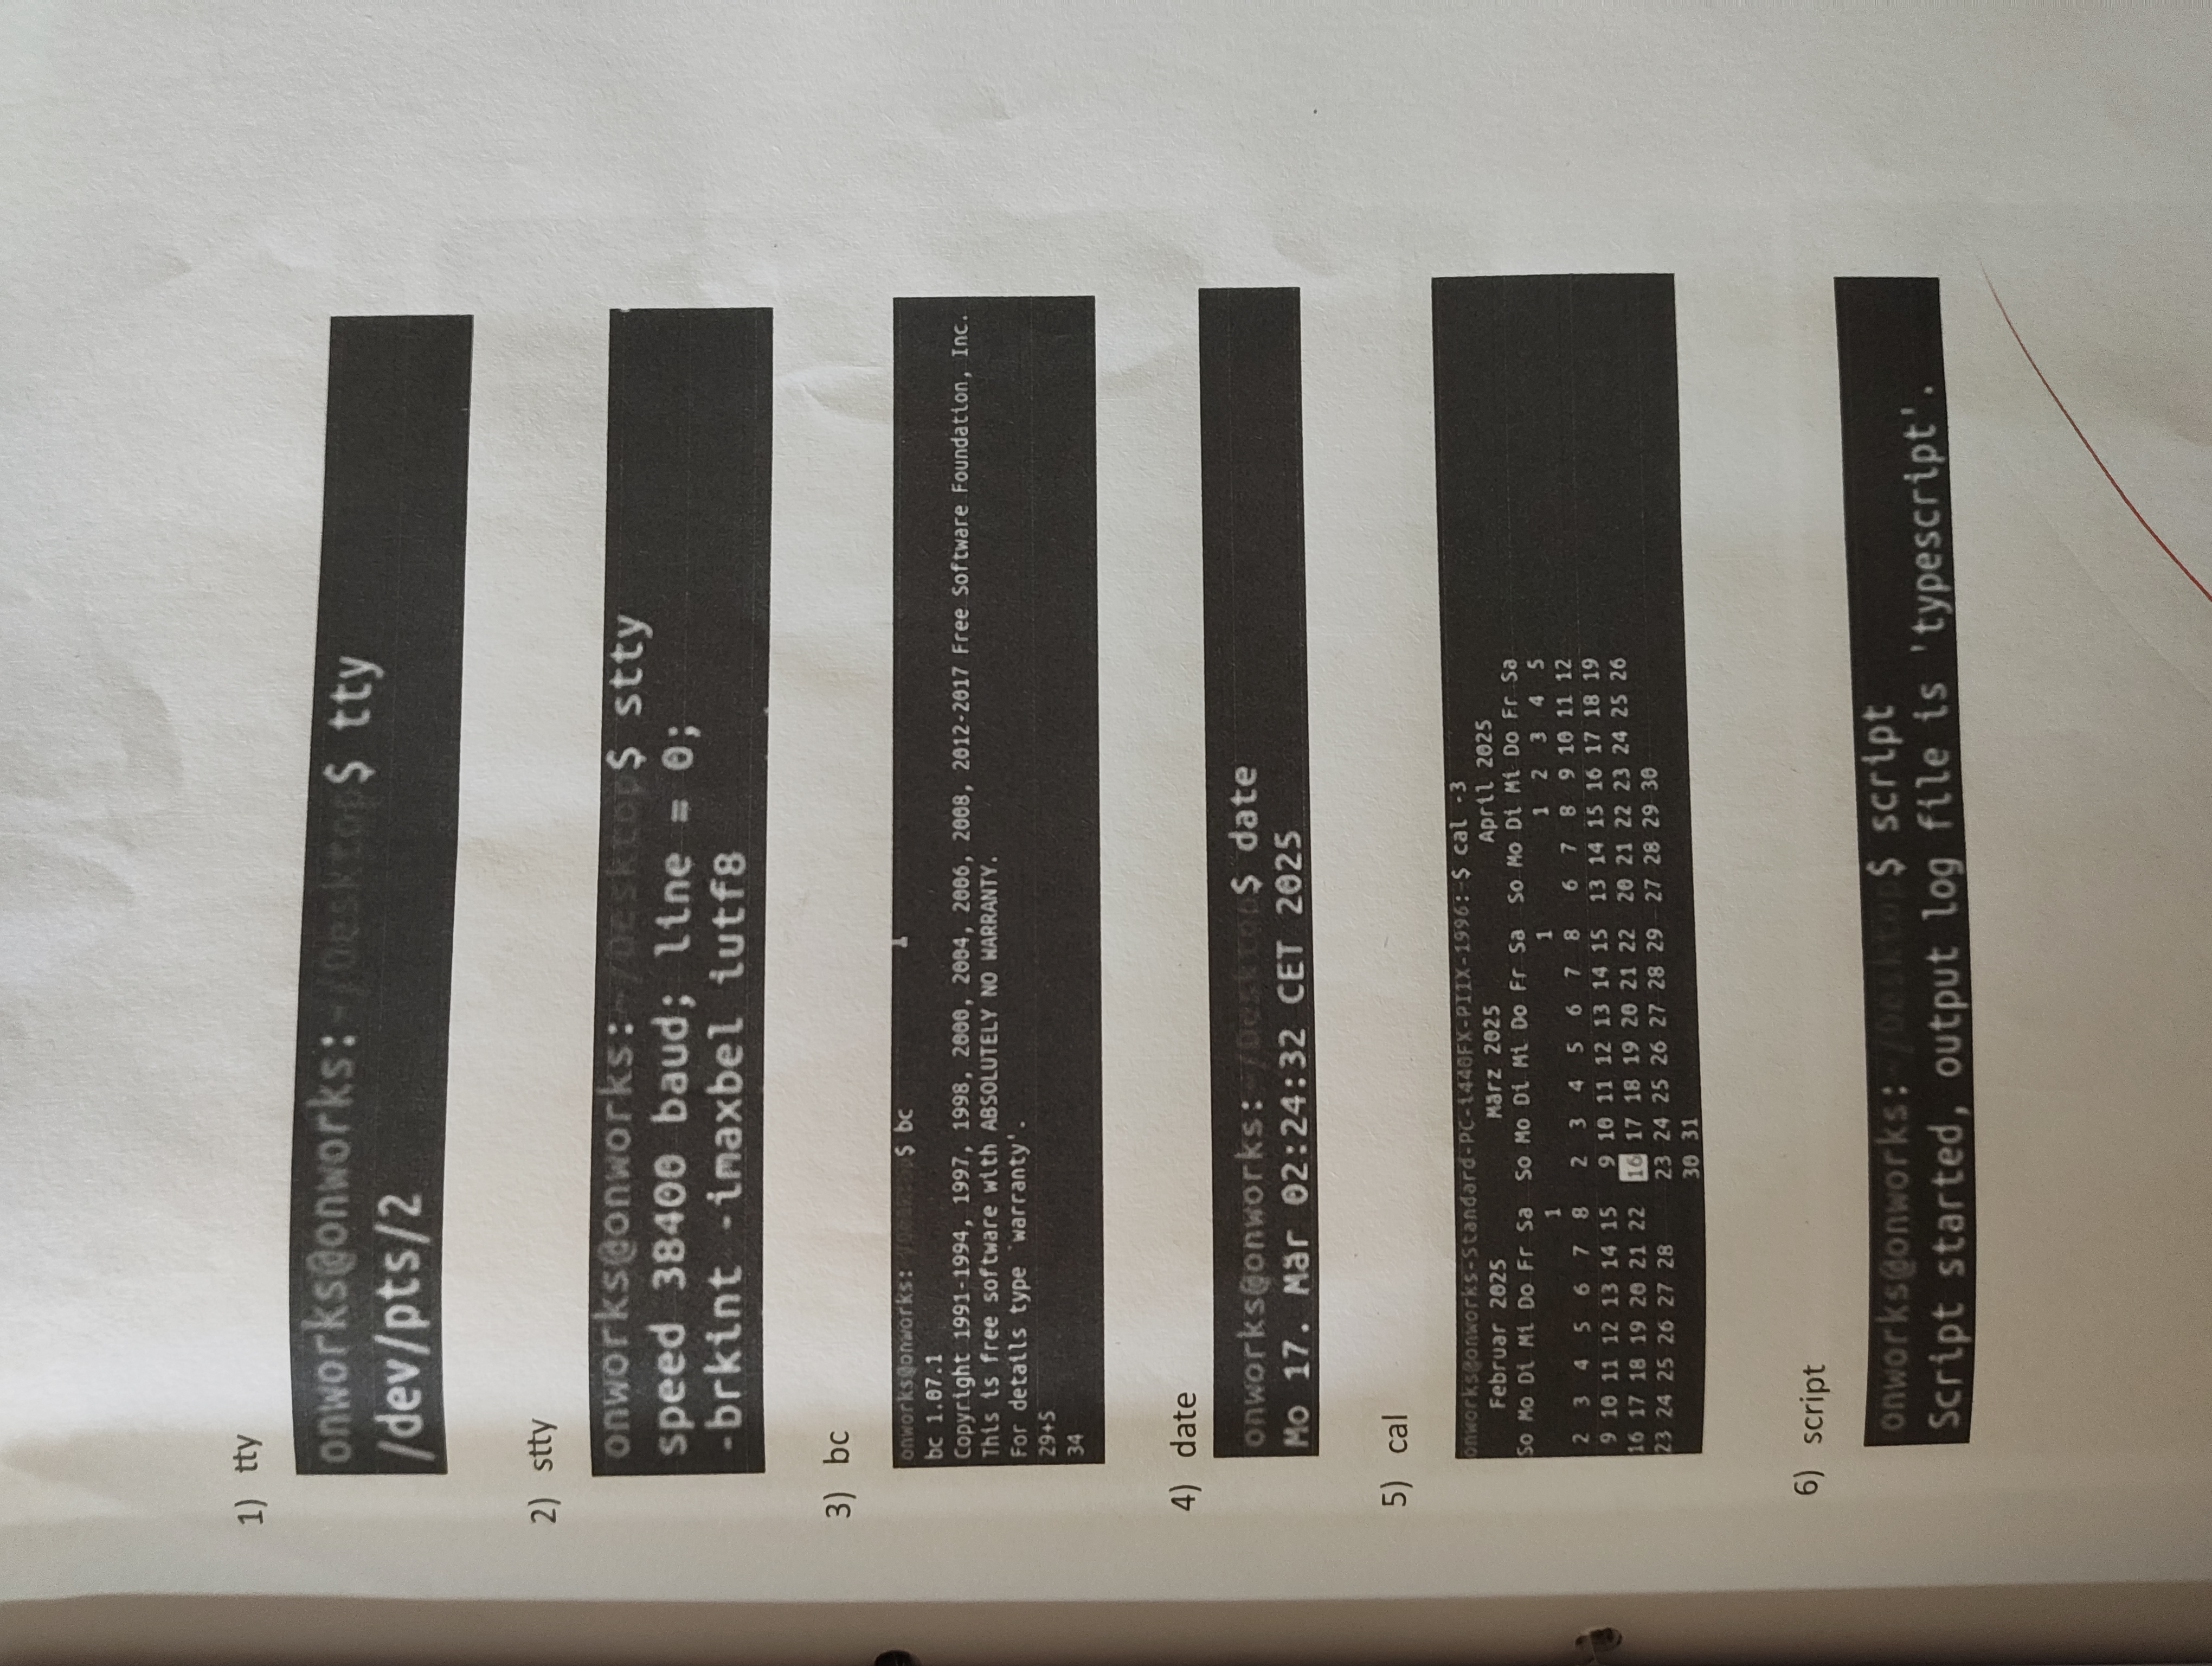 1) tty
onworks@onworks:~/Desktop$ tty
/dev/pts/2
2) stty
onworks@onworks:~/Desktop$ stty
speed 38400 baud; line = 0;
-brkint -imaxbel iutf8
3) bc
onworks@onworks: $ bc
bc 1.07.1
Copyright 1991-1994, 1997, 1998, 2000, 2004, 2006, 2008, 2012-2017 Free Software Foundation, Inc.
This is free software with ABSOLUTELY NO WARRANTY.
For details type `warranty'.
29+5
34
4) date
onworks@onworks:~/Desktop$ date
Mo 17. Mär 02:24:32 CET 2025
5) cal
onworks@onworks-Standard-PC-i440FX-PIIX-1996:~$ cal -3
Februar 2025 März 2025 April 2025
So Mo Di Mi Do Fr Sa So Mo Di Mi Do Fr Sa So Mo Di Mi Do Fr Sa
1 1 1 2 3 4 5
2 3 4 5 6 7 8 2 3 4 5 6 7 8 6 7 8 9 10 11 12
9 10 11 12 13 14 15 9 10 11 12 13 14 15 13 14 15 16 17 18 19
16 17 18 19 20 21 22 16 17 18 19 20 21 22 20 21 22 23 24 25 26
23 24 25 26 27 28 23 24 25 26 27 28 29 27 28 29 30
30 31
6) script
onworks@onworks:~/Desktop$ script
Script started, output log file is 'typescript'.